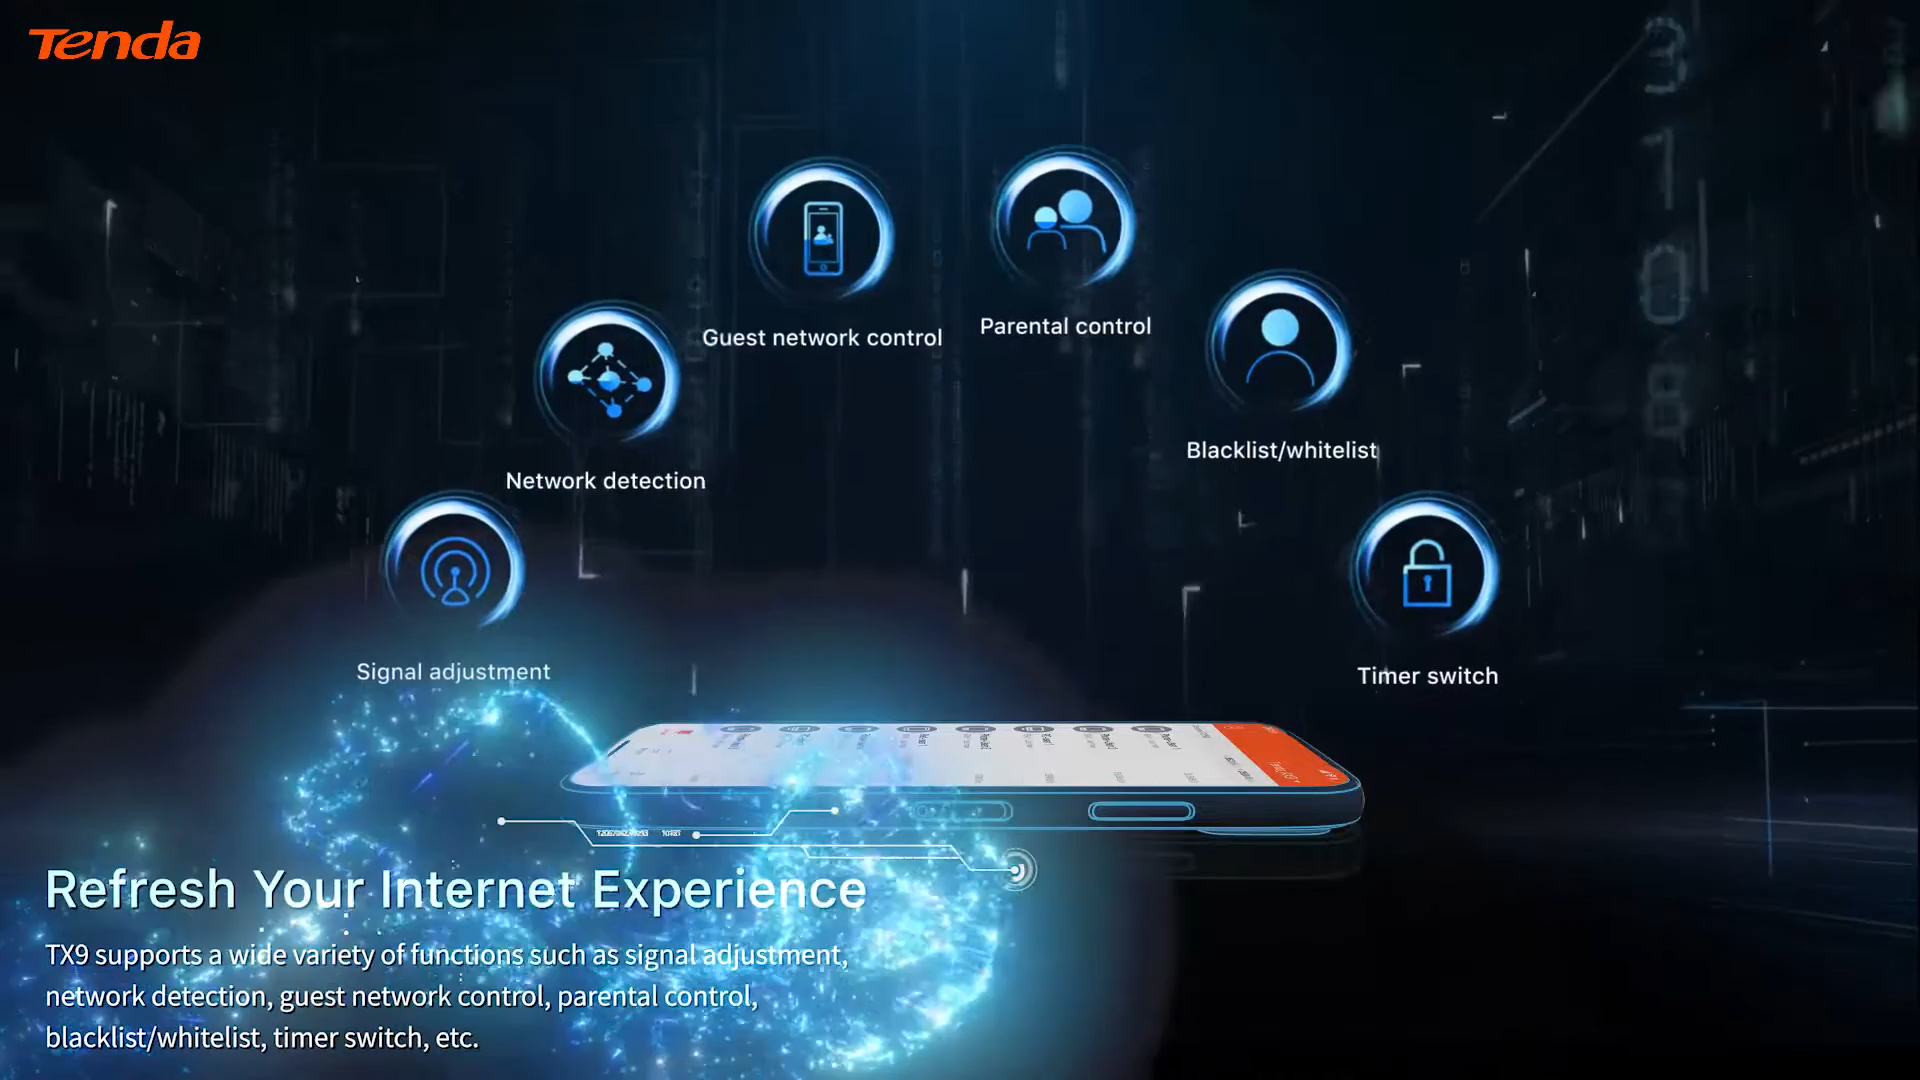 Tenda
Guest network control
Parental control
Blacklist/whitelist
Network detection
Signal adjustment
Timer switch
Refresh Your Internet Experience
TX9 supports a wide variety of functions such as signal adjustment,
network detection, guest network control, parental control,
blacklist/whitelist, timer switch, etc.